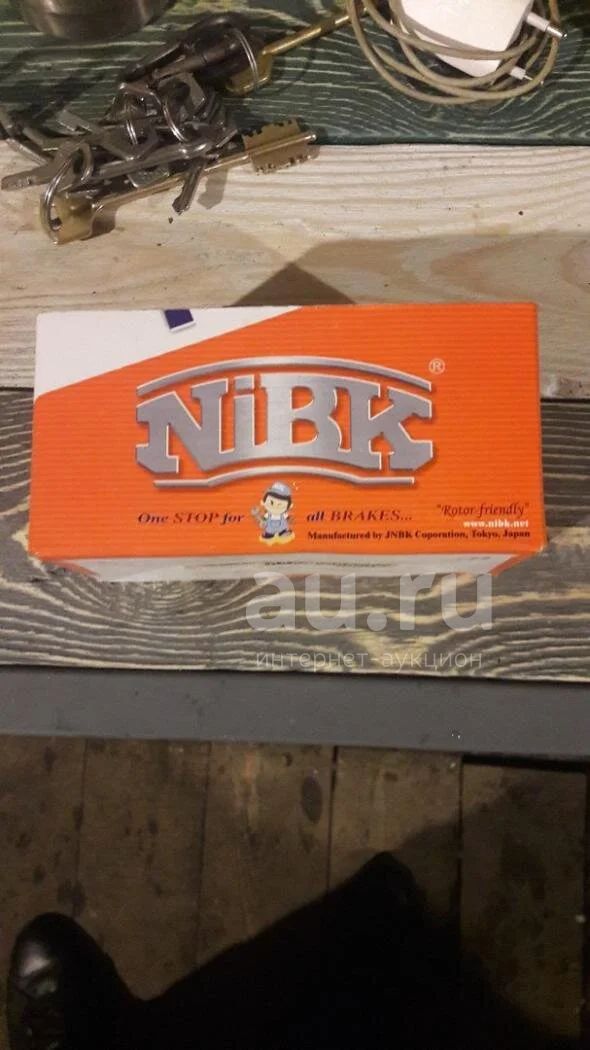 NiBK®
One STOP for all BRAKES...
"Rotor-friendly"
www.nibk.net
Manufactured by JNBK Coporation, Tokyo, Japan
au.ru
интернет-аукцион